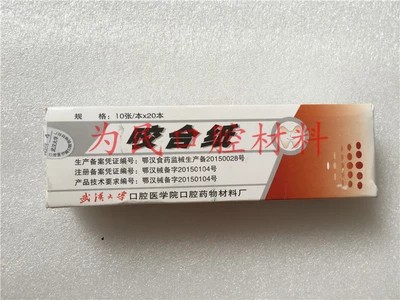 规 格：10张/本x20本
咬合纸
为民口腔材料
生产备案凭证编号：鄂汉食药监械生产备20150028号
注册备案凭证编号：鄂汉械备字20150104号
产品技术要求编号：鄂汉械备字20150104号
武汉大学 口腔医学院口腔药物材料厂